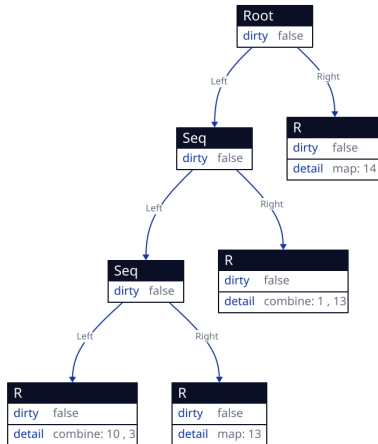 Root
dirty false
Left
Right
R
dirty false
detail map: 14
Seq
dirty false
Left
Right
Seq
dirty false
R
dirty false
detail combine: 1 , 13
Left
Right
R
dirty false
detail combine: 10 , 3
R
dirty false
detail map: 13